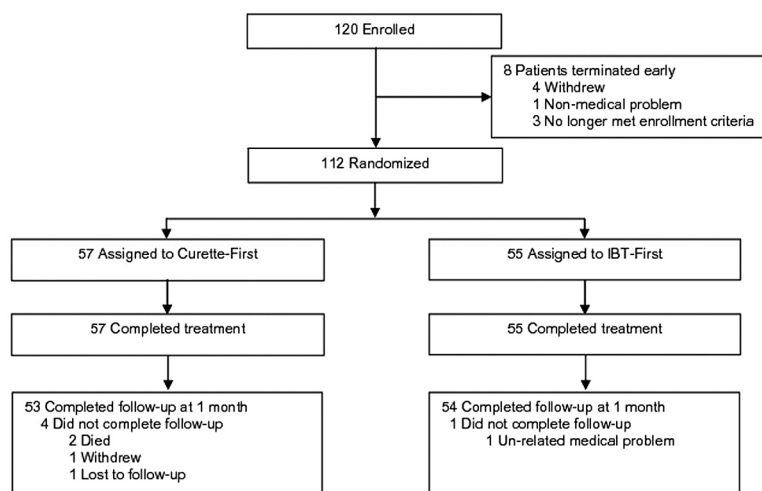 120 Enrolled
8 Patients terminated early
4 Withdrew
1 Non-medical problem
3 No longer met enrollment criteria
112 Randomized
57 Assigned to Curette-First
55 Assigned to IBT-First
57 Completed treatment
55 Completed treatment
53 Completed follow-up at 1 month
4 Did not complete follow-up
2 Died
1 Withdrew
1 Lost to follow-up
54 Completed follow-up at 1 month
1 Did not complete follow-up
1 Un-related medical problem